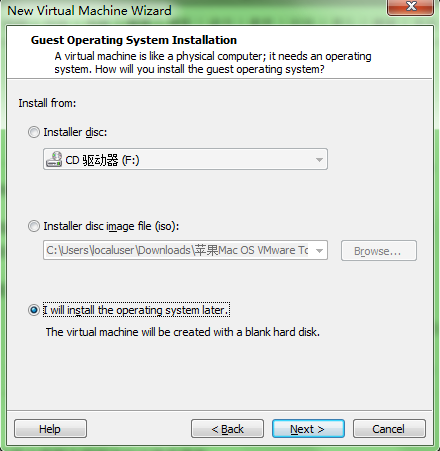 New Virtual Machine Wizard
Guest Operating System Installation
A virtual machine is like a physical computer; it needs an operating
system. How will you install the guest operating system?
Install from:
Installer disc:
CD 驱动器 (F:)
Installer disc image file (iso):
C:\Users\localuser\Downloads\苹果Mac OS VMware To
Browse...
I will install the operating system later.
The virtual machine will be created with a blank hard disk.
Help
< Back
Next >
Cancel